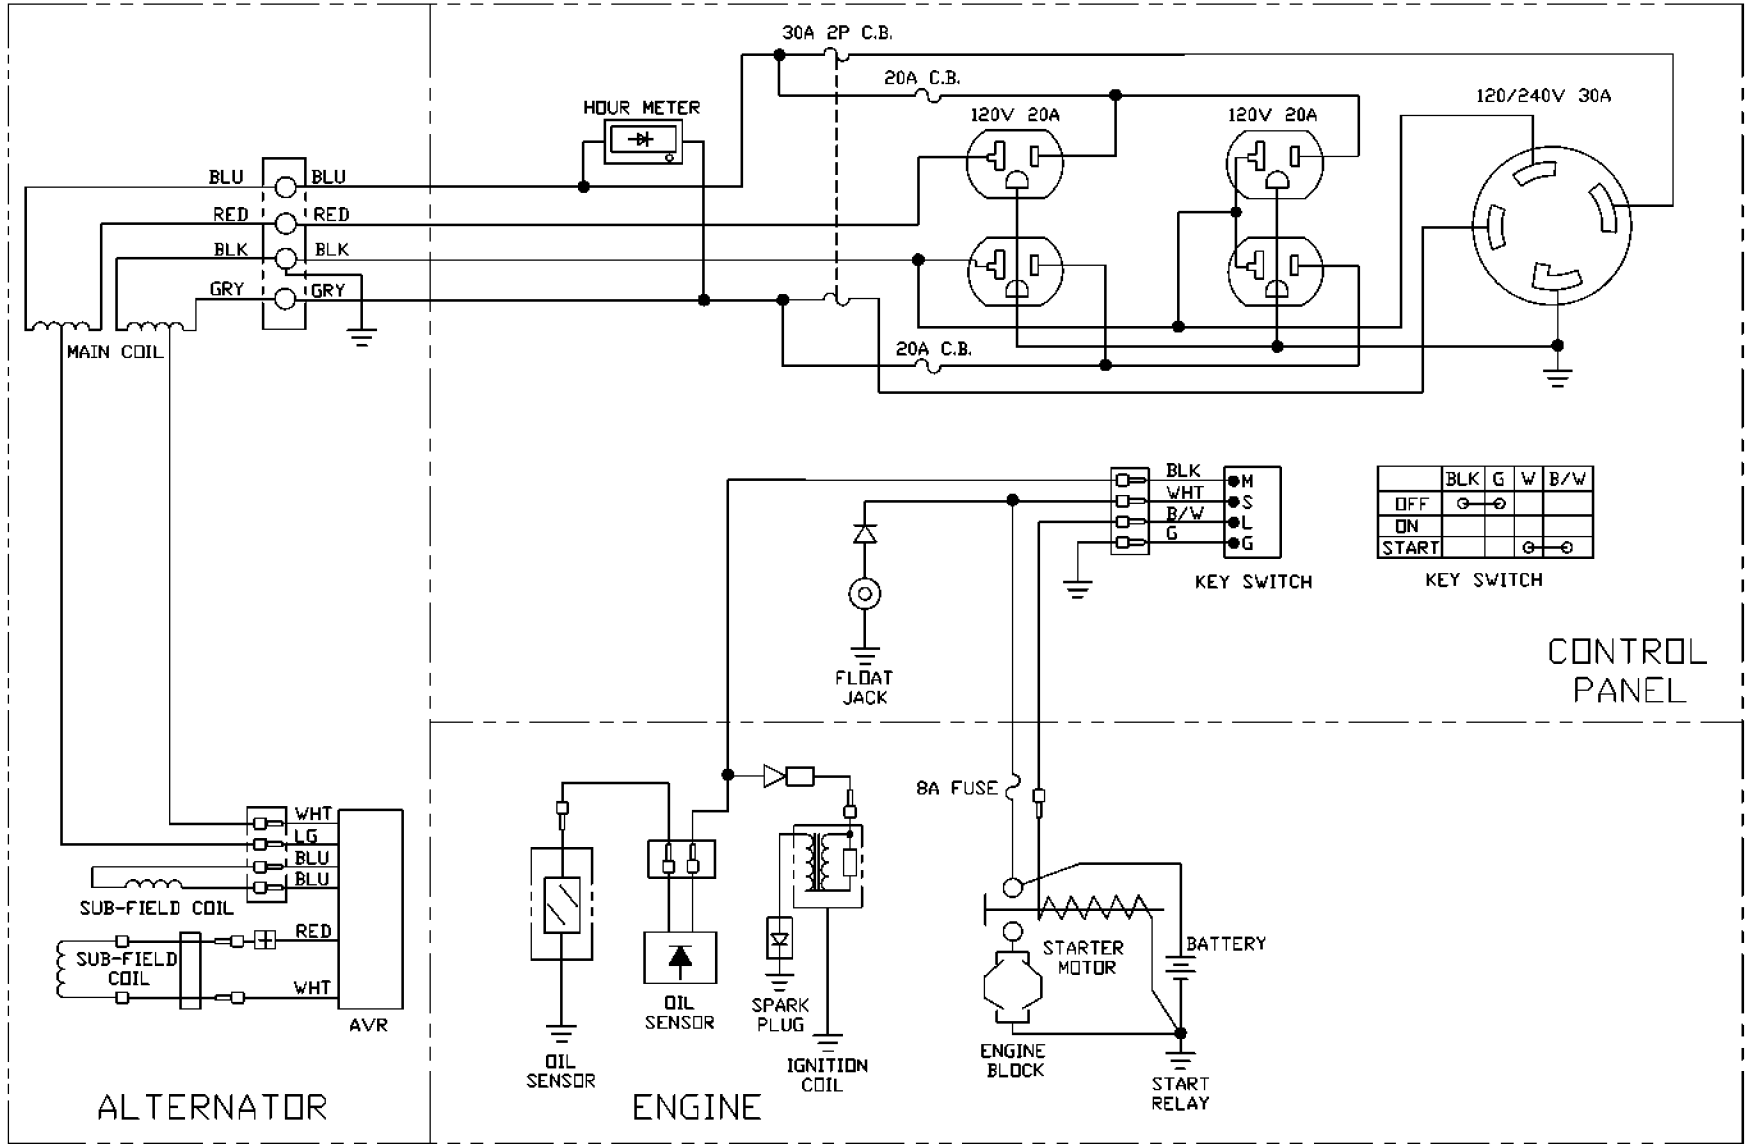 30A 2P C.B.
20A C.B.
HOUR METER
120V 20A
120V 20A
120/240V 30A
BLU
BLU
RED
RED
BLK
BLK
GRY
GRY
MAIN COIL
20A C.B.
BLK
M
WHT
S
B/W
L
G
G
KEY SWITCH
BLK G W B/W
OFF
ON
START
KEY SWITCH
FLOAT
JACK
CONTROL
PANEL
8A FUSE
WHT
LG
BLU
BLU
SUB-FIELD COIL
RED
SUB-FIELD
COIL
WHT
AVR
OIL
SENSOR
OIL
SENSOR
SPARK
PLUG
IGNITION
COIL
STARTER
MOTOR
BATTERY
ENGINE
BLOCK
START
RELAY
ALTERNATOR
ENGINE